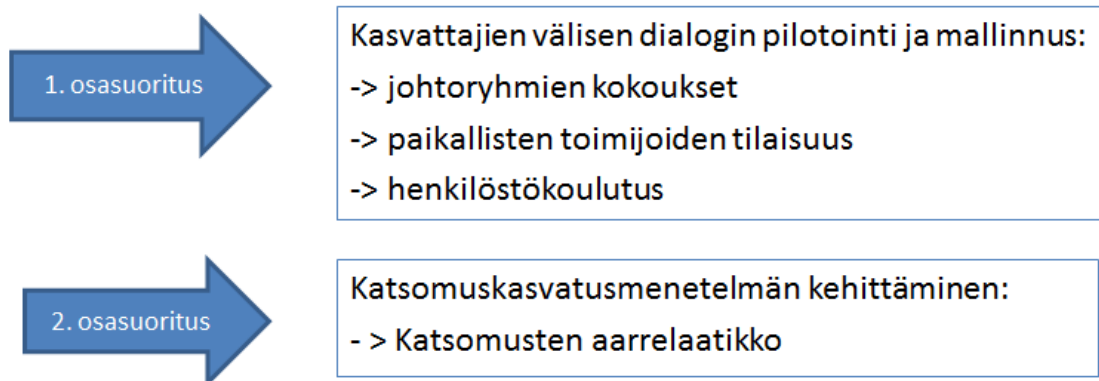 1. osasuoritus
Kasvattajien välisen dialogin pilotointi ja mallinnus:
-> johtoryhmien kokoukset
-> paikallisten toimijoiden tilaisuus
-> henkilöstökoulutus
2. osasuoritus
Katsomuskasvatusmenetelmän kehittäminen:
- > Katsomusten aarrelaatikko